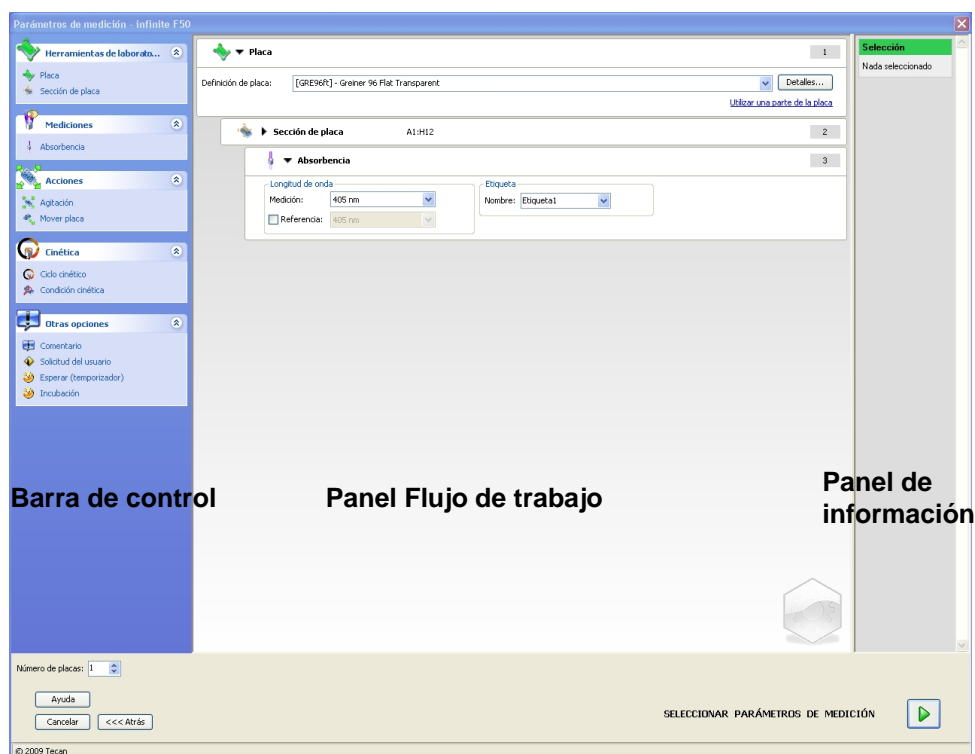 Parámetros de medición - infinite F50
Herramientas de laborato...
Placa
Sección de placa
Mediciones
Absorbencia
Acciones
Agitación
Mover placa
Cinética
Ciclo cinético
Condición cinética
Otras opciones
Comentario
Solicitud del usuario
Esperar (temporizador)
Incubación
Barra de control
Placa 1
Definición de placa: [GRE96ft] - Greiner 96 Flat Transparent Detalles...
Utilizar una parte de la placa
Sección de placa A1:H12 2
Absorbencia 3
Longitud de onda
Medición: 405 nm
Referencia: 405 nm
Etiqueta
Nombre: Etiqueta1
Panel Flujo de trabajo
Selección
Nada seleccionado
Panel de
información
Número de placas: 1
Ayuda
Cancelar <<< Atrás
SELECCIONAR PARÁMETROS DE MEDICIÓN
© 2009 Tecan